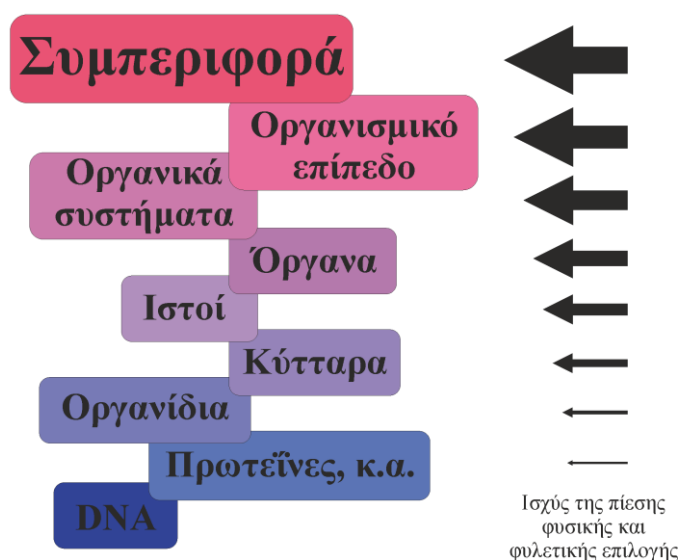 Συμπεριφορά
Οργανισμικό
επίπεδο
Οργανικά
συστήματα
Όργανα
Ιστοί
Κύτταρα
Οργανίδια
Πρωτεΐνες, κ.α.
DNA
Ισχύς της πίεσης
φυσικής και
φυλετικής επιλογής